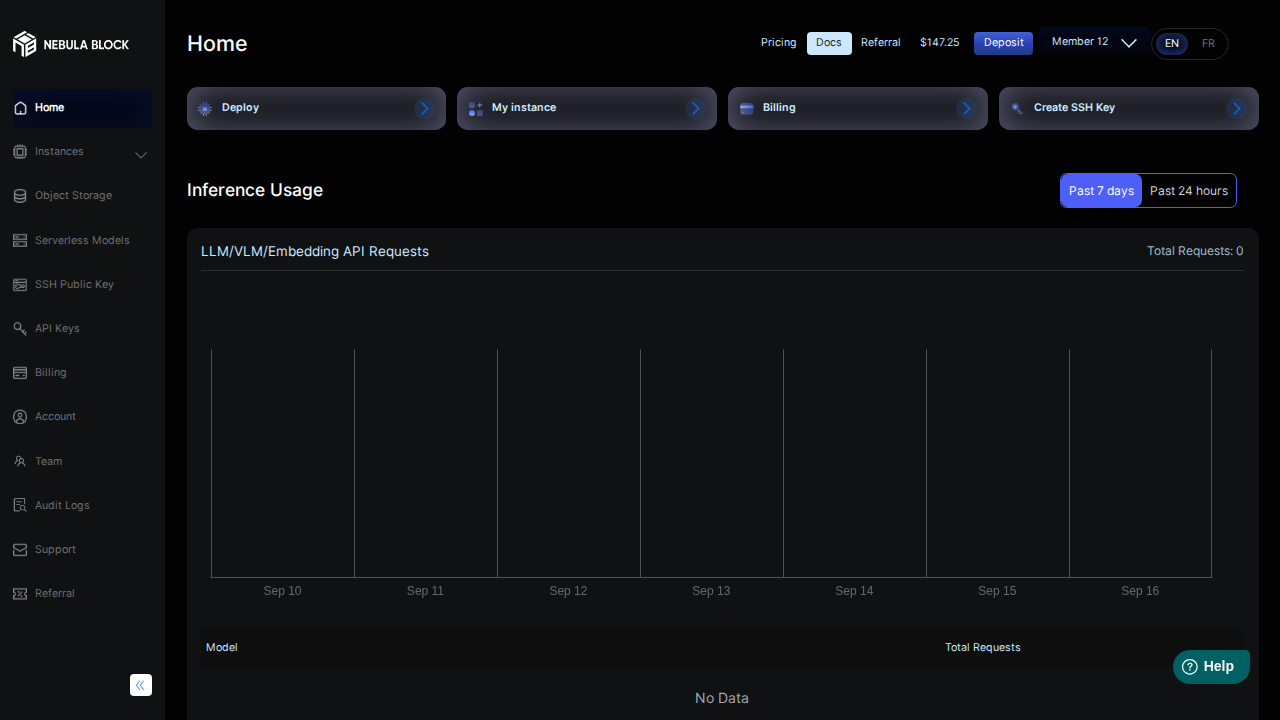 NEBULA BLOCK
Home
Instances
Object Storage
Serverless Models
SSH Public Key
API Keys
Billing
Account
Team
Audit Logs
Support
Referral
Home
Pricing
Docs
Referral
$147.25
Deposit
Member 12
EN
FR
Deploy
My instance
Billing
Create SSH Key
Inference Usage
Past 7 days
Past 24 hours
LLM/VLM/Embedding API Requests
Total Requests: 0
Sep 10
Sep 11
Sep 12
Sep 13
Sep 14
Sep 15
Sep 16
Model
Total Requests
No Data
Help